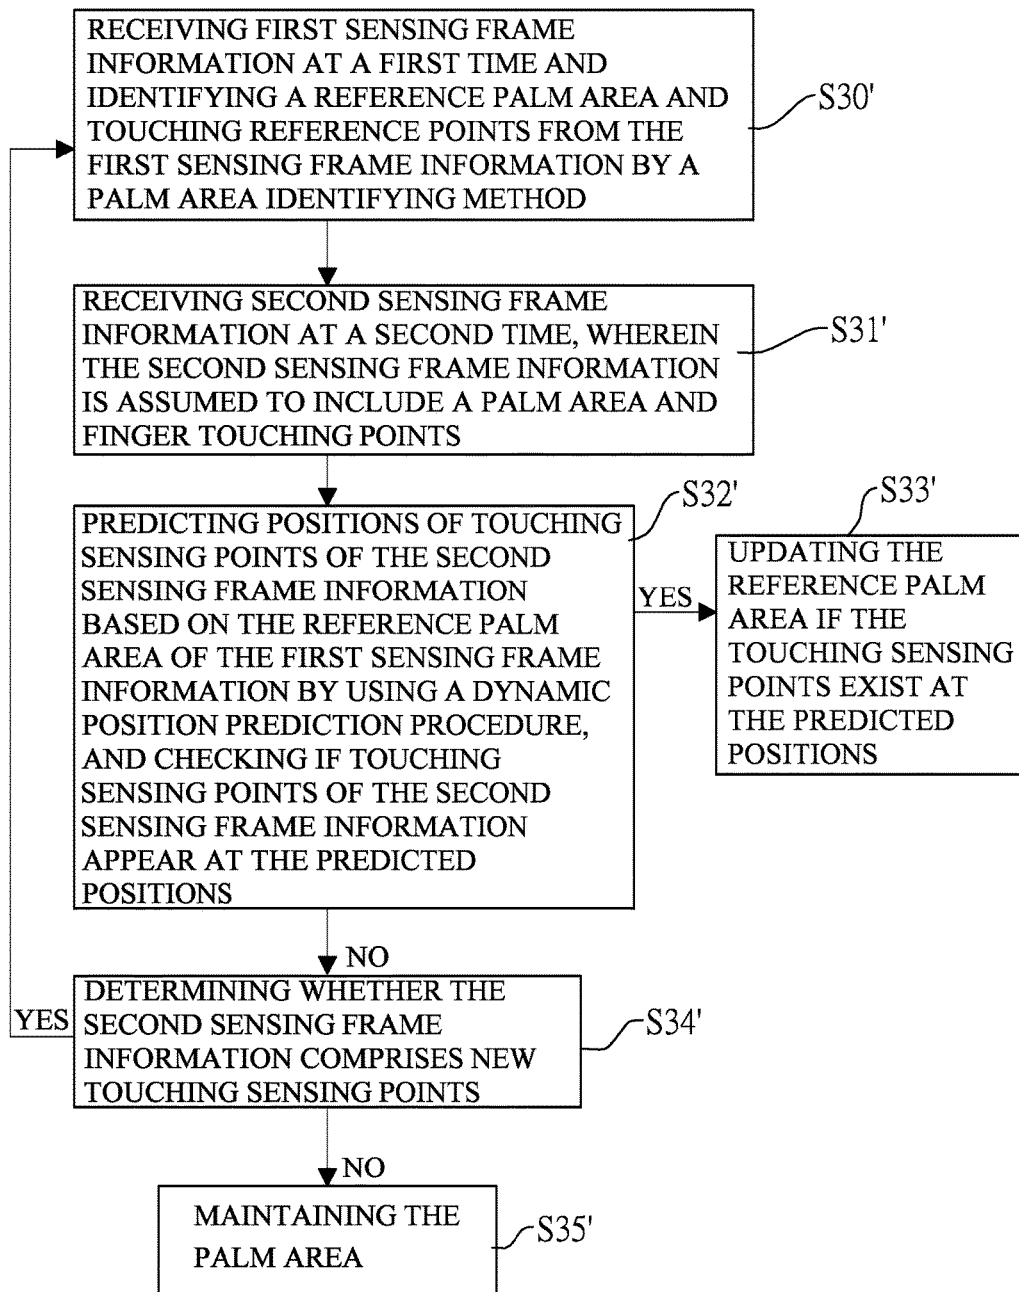 RECEIVING FIRST SENSING FRAME
INFORMATION AT A FIRST TIME AND
IDENTIFYING A REFERENCE PALM AREA AND
TOUCHING REFERENCE POINTS FROM THE
FIRST SENSING FRAME INFORMATION BY A
PALM AREA IDENTIFYING METHOD
S30'
RECEIVING SECOND SENSING FRAME
INFORMATION AT A SECOND TIME, WHEREIN
THE SECOND SENSING FRAME INFORMATION
IS ASSUMED TO INCLUDE A PALM AREA AND
FINGER TOUCHING POINTS
S31'
PREDICTING POSITIONS OF TOUCHING
SENSING POINTS OF THE SECOND
SENSING FRAME INFORMATION
BASED ON THE REFERENCE PALM
AREA OF THE FIRST SENSING FRAME
INFORMATION BY USING A DYNAMIC
POSITION PREDICTION PROCEDURE,
AND CHECKING IF TOUCHING
SENSING POINTS OF THE SECOND
SENSING FRAME INFORMATION
APPEAR AT THE PREDICTED
POSITIONS
S32'
YES
S33'
UPDATING THE
REFERENCE PALM
AREA IF THE
TOUCHING SENSING
POINTS EXIST AT
THE PREDICTED
POSITIONS
NO
DETERMINING WHETHER THE
SECOND SENSING FRAME
INFORMATION COMPRISES NEW
TOUCHING SENSING POINTS
S34'
YES
NO
MAINTAINING THE
PALM AREA
S35'